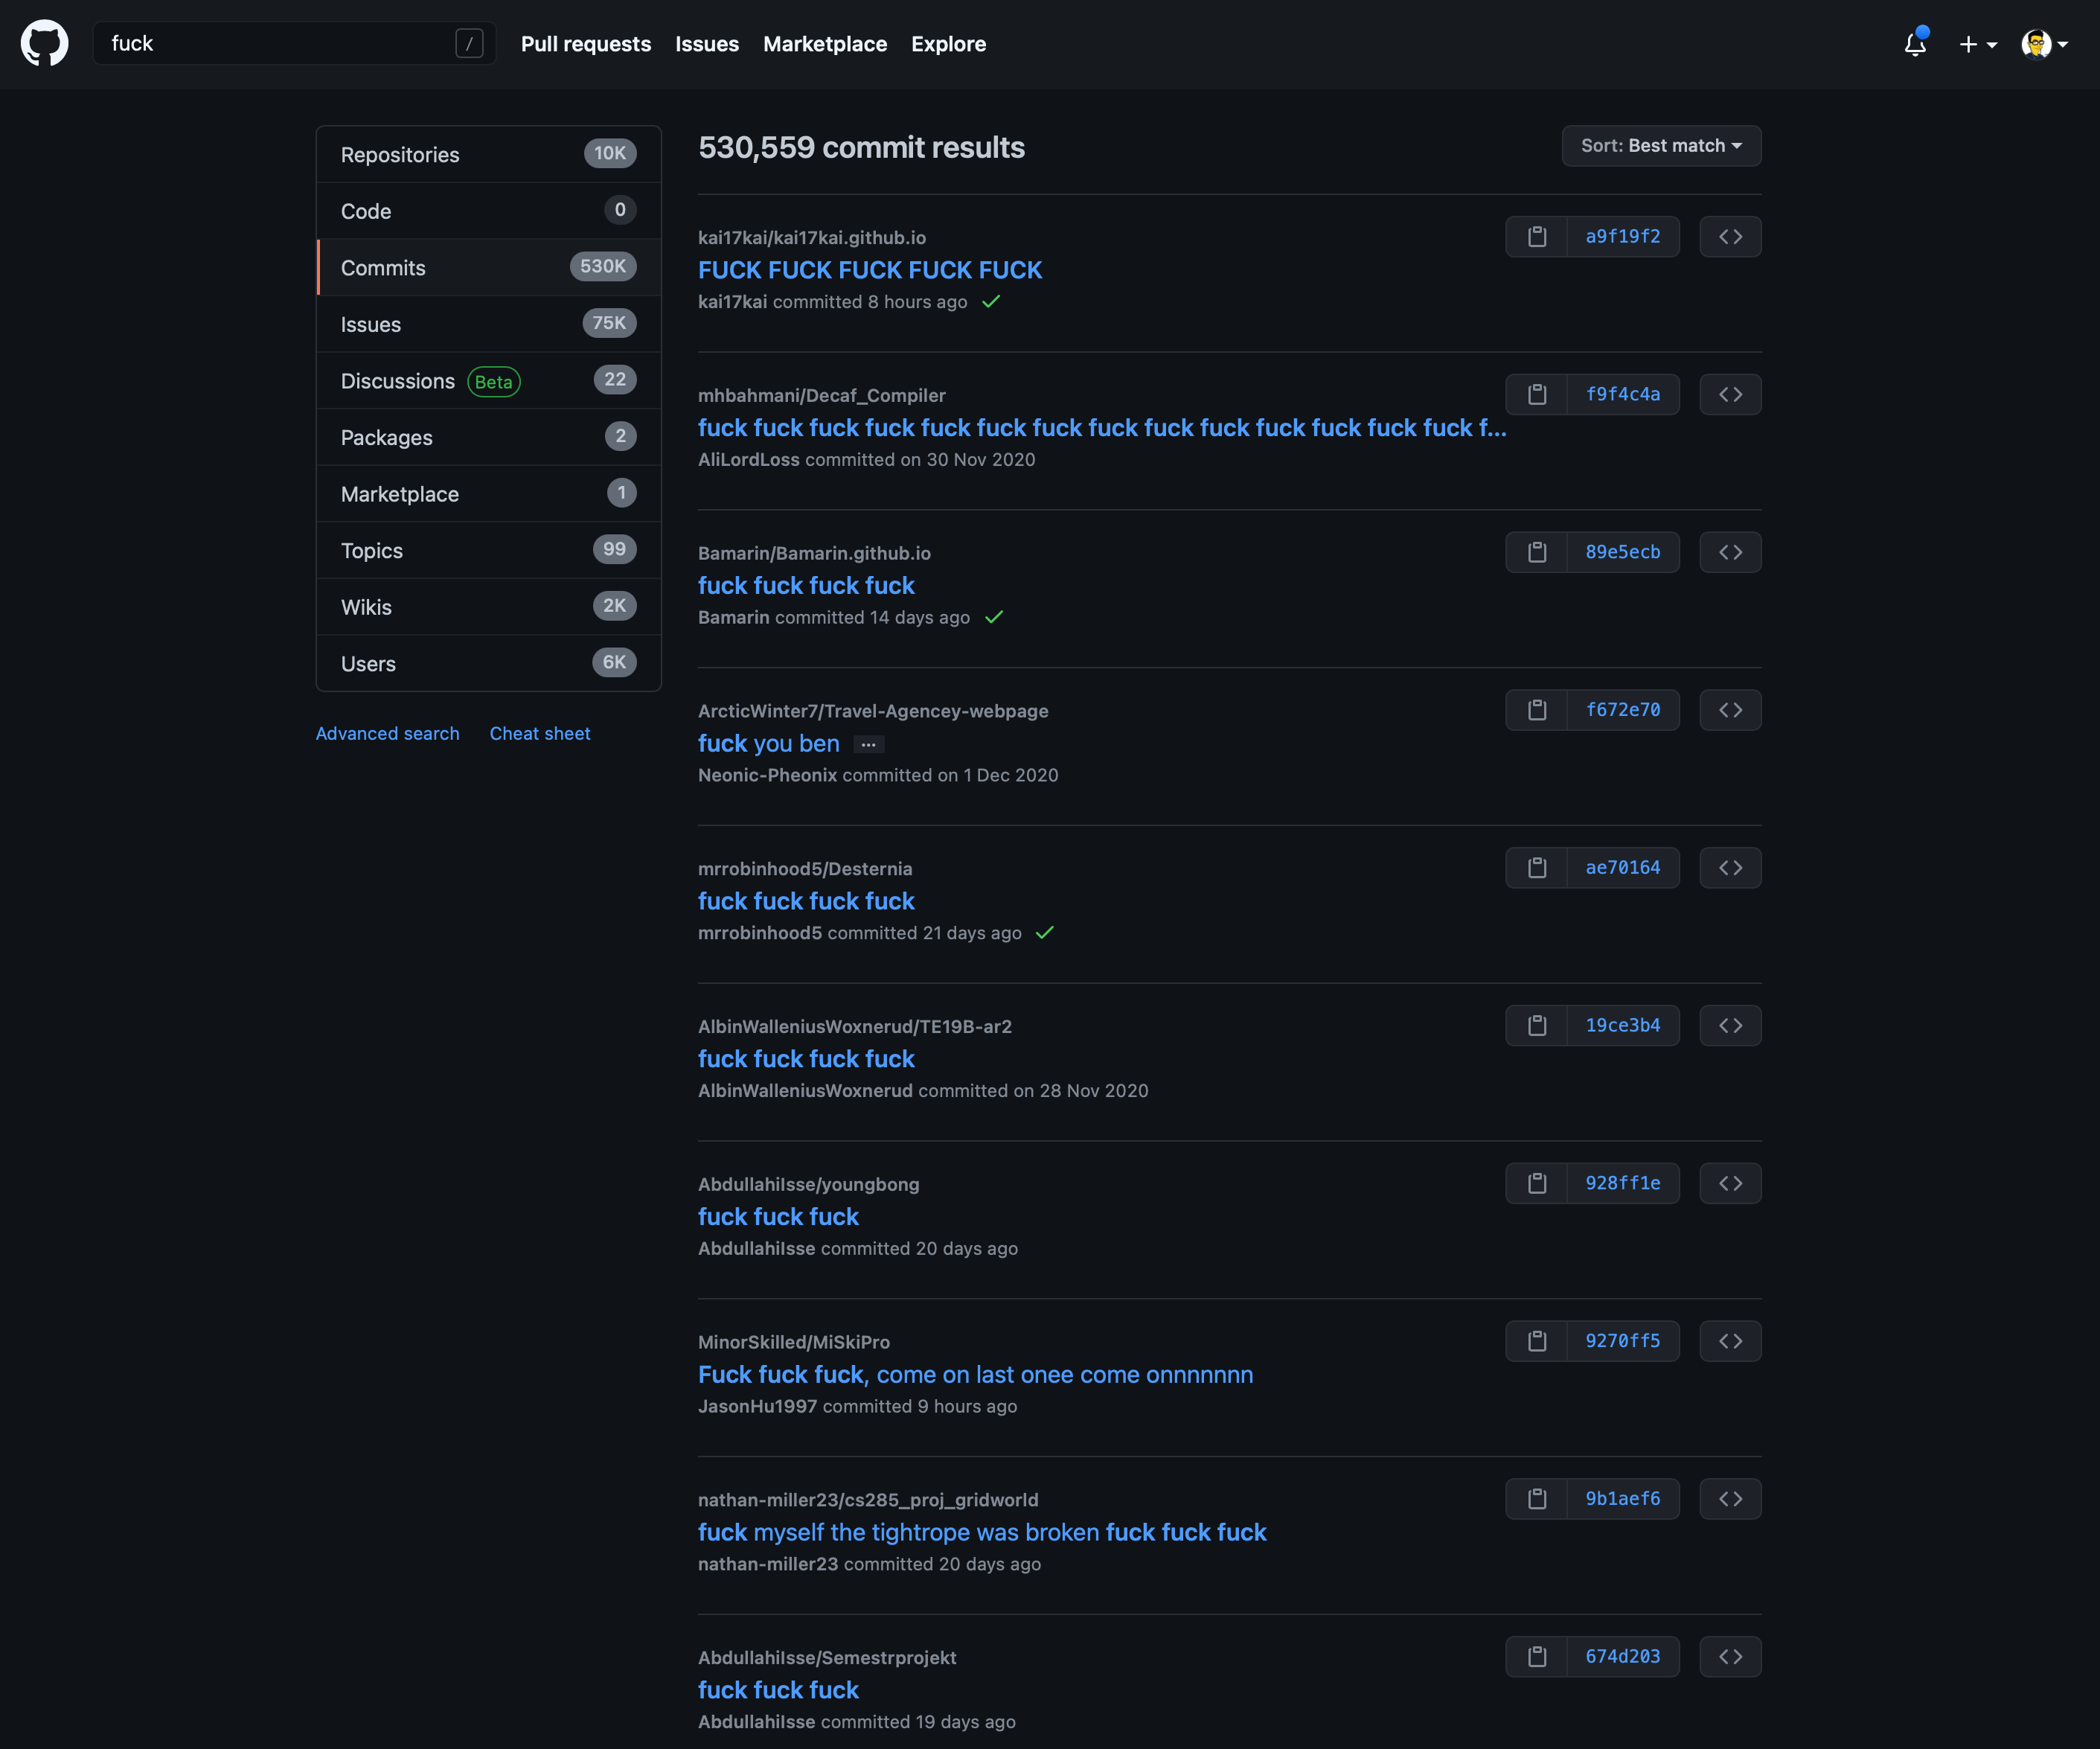 fuck / Pull requests Issues Marketplace Explore
Repositories 10K
Code 0
Commits 530K
Issues 75K
Discussions Beta 22
Packages 2
Marketplace 1
Topics 99
Wikis 2K
Users 6K
Advanced search Cheat sheet
530,559 commit results Sort: Best match
kai17kai/kai17kai.github.io a9f19f2
FUCK FUCK FUCK FUCK FUCK
kai17kai committed 8 hours ago
mhbahmani/Decaf_Compiler f9f4c4a
fuck fuck fuck fuck fuck fuck fuck fuck fuck fuck fuck fuck fuck fuck f...
AliLordLoss committed on 30 Nov 2020
Bamarin/Bamarin.github.io 89e5ecb
fuck fuck fuck fuck
Bamarin committed 14 days ago
ArcticWinter7/Travel-Agencey-webpage f672e70
fuck you ben ...
Neonic-Pheonix committed on 1 Dec 2020
mrrobinhood5/Desternia ae70164
fuck fuck fuck fuck
mrrobinhood5 committed 21 days ago
AlbinWalleniusWoxnerud/TE19B-ar2 19ce3b4
fuck fuck fuck fuck
AlbinWalleniusWoxnerud committed on 28 Nov 2020
AbdullahiIsse/youngbong 928ff1e
fuck fuck fuck
AbdullahiIsse committed 20 days ago
MinorSkilled/MiSkiPro 9270ff5
Fuck fuck fuck, come on last onee come onnnnnnn
JasonHu1997 committed 9 hours ago
nathan-miller23/cs285_proj_gridworld 9b1aef6
fuck myself the tightrope was broken fuck fuck fuck
nathan-miller23 committed 20 days ago
AbdullahiIsse/Semestrprojekt 674d203
fuck fuck fuck
AbdullahiIsse committed 19 days ago